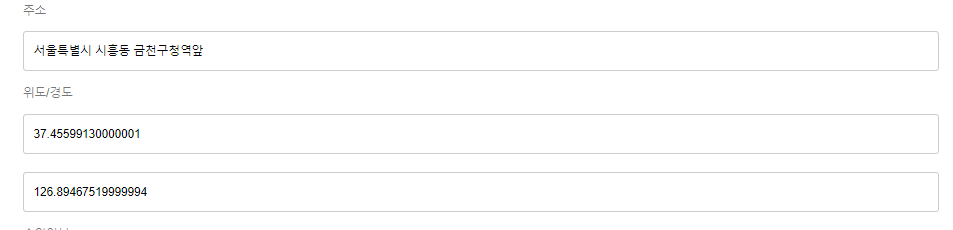 주소
서울특별시 시흥동 금천구청역앞
위도/경도
37.45599130000001
126.89467519999994